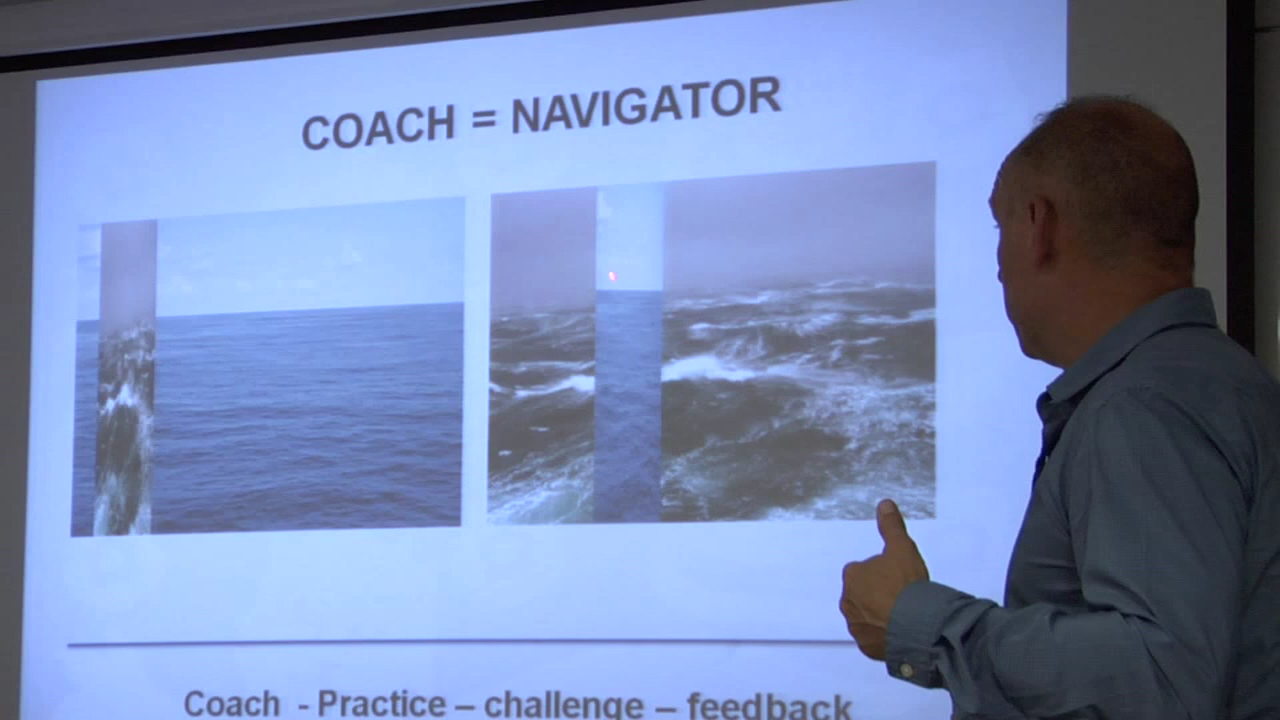 COACH = NAVIGATOR
Coach - Practice – challenge – feedback